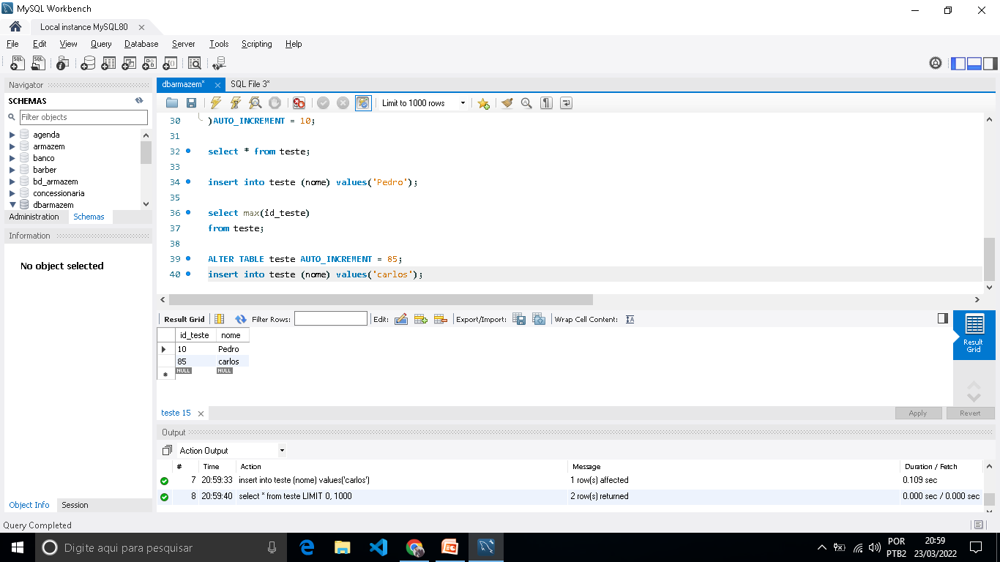 MySQL Workbench
Local instance MySQL80
File Edit View Query Database Server Tools Scripting Help
Navigator
SCHEMAS
Filter objects
agenda
armazem
banco
barber
bd_armazem
concessionaria
dbarmazem
Administration Schemas
Information
No object selected
Object Info Session
dbarmazem* SQL File 3*
Limit to 1000 rows
30 )AUTO_INCREMENT = 10;
31
32 select * from teste;
33
34 insert into teste (nome) values('Pedro');
35
36 select max(id_teste)
37 from teste;
38
39 ALTER TABLE teste AUTO_INCREMENT = 85;
40 insert into teste (nome) values('carlos');
Result Grid Filter Rows: Edit: Export/Import: Wrap Cell Content: IA
id_teste nome
10 Pedro
85 carlos
NULL NULL
Result
Grid
teste 15
Apply Revert
Output
Action Output
# Time Action Message Duration / Fetch
7 20:59:33 insert into teste (nome) values('carlos') 1 row(s) affected 0.109 sec
8 20:59:40 select * from teste LIMIT 0, 1000 2 row(s) returned 0.000 sec / 0.000 sec
Query Completed
Digite aqui para pesquisar
POR
PTB2
20:59
23/03/2022